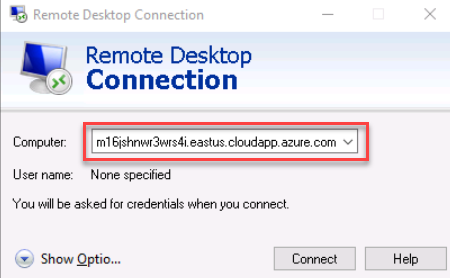 Remote Desktop Connection
Remote Desktop
Connection
Computer: m16jshnwr3wrs4i.eastus.cloudapp.azure.com
User name: None specified
You will be asked for credentials when you connect.
Show Optio... Connect Help